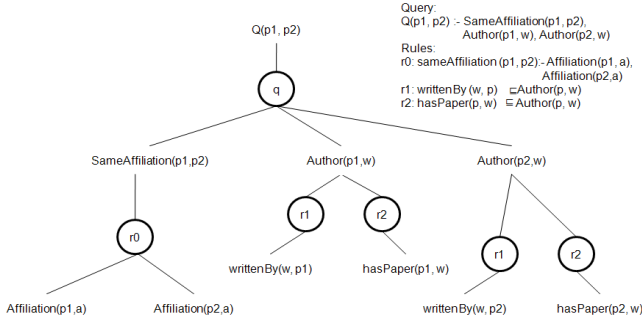 Query:
Q(p1, p2) :- SameAffiliation(p1,p2),
Author(p1, w), Author(p2, w)
Rules:
r0: sameAffiliation (p1,p2):- Affiliation(p1,a),
Affiliation(p2,a)
r1: writtenBy(w, p) ⊑Author(p, w)
r2: hasPaper(p, w) ⊑Author(p, w)
Q(p1, p2)
q
SameAffiliation(p1,p2)
Author(p1,w)
Author(p2,w)
r0
r1
r2
r1
r2
writtenBy(w, p1)
hasPaper(p1, w)
Affiliation(p1,a)
Affiliation(p2,a)
writtenBy(w, p2)
hasPaper(p2, w)